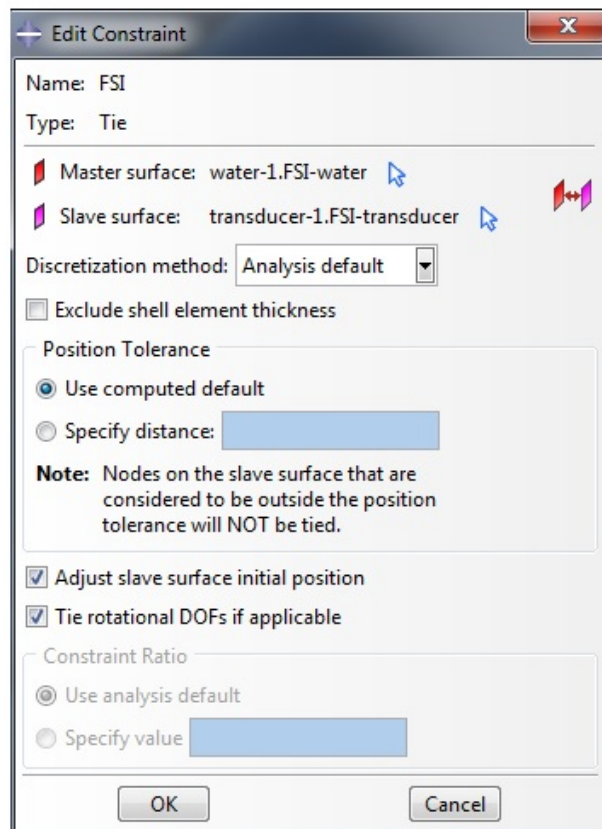 Edit Constraint
Name: FSI
Type: Tie
Master surface: water-1.FSI-water
Slave surface: transducer-1.FSI-transducer
Discretization method: Analysis default
Exclude shell element thickness
Position Tolerance
Use computed default
Specify distance:
Note: Nodes on the slave surface that are
considered to be outside the position
tolerance will NOT be tied.
Adjust slave surface initial position
Tie rotational DOFs if applicable
Constraint Ratio
Use analysis default
Specify value
OK Cancel